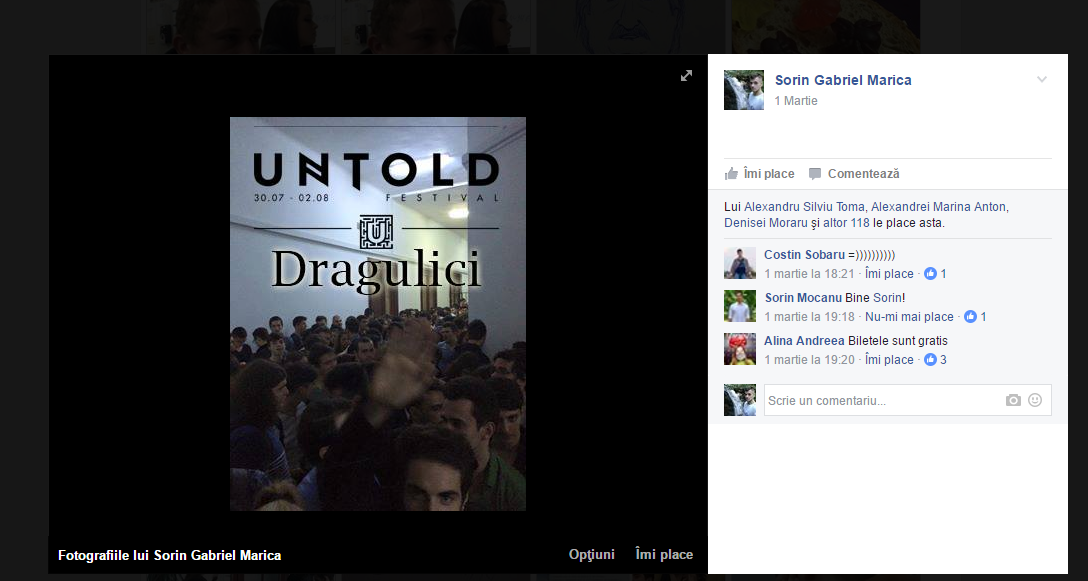 UNTOLD
30.07 - 02.08 FESTIVAL
U
Dragulici
Fotografiile lui Sorin Gabriel Marica
Opţiuni Îmi place
Sorin Gabriel Marica
1 Martie
Îmi place Comentează
Lui Alexandru Silviu Toma, Alexandrei Marina Anton,
Denisei Moraru şi altor 118 le place asta.
Costin Sobaru =))))))))))
1 martie la 18:21 · Îmi place · 1
Sorin Mocanu Bine Sorin!
1 martie la 19:18 · Nu-mi mai place · 1
Alina Andreea Biletele sunt gratis
1 martie la 19:20 · Îmi place · 3
Scrie un comentariu...